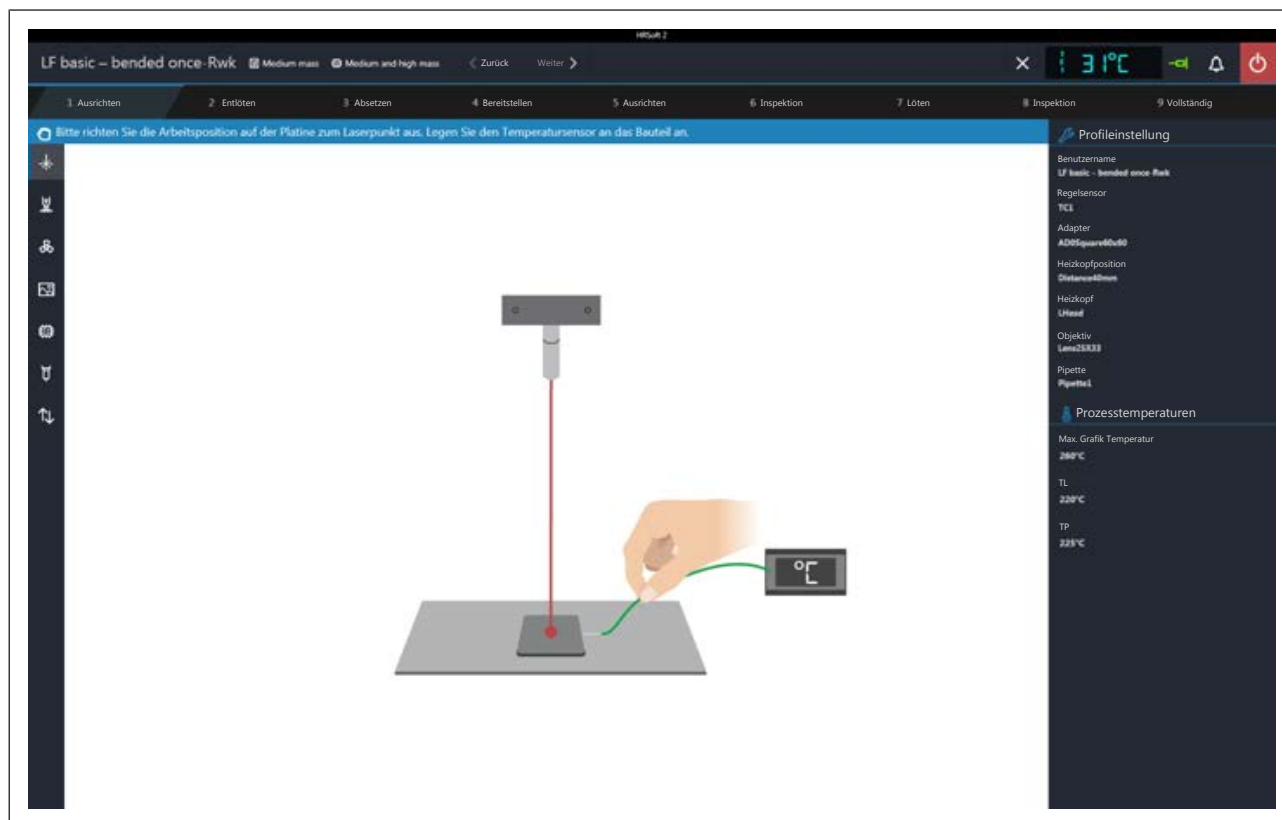 HRSoft 2
LF basic – bended once-Rwk Medium mass Medium and high mass Zurück Weiter
31°C
1 Ausrichten 2 Entlöten 3 Absetzen 4 Bereitstellen 5 Ausrichten 6 Inspektion 7 Löten 8 Inspektion 9 Vollständig
Bitte richten Sie die Arbeitsposition auf der Platine zum Laserpunkt aus. Legen Sie den Temperatursensor an das Bauteil an.
°C
Profileinstellung
Benutzername
LF basic - bended once-Rwk
Regelsensor
TC1
Adapter
AD05quare60x60
Heizkopfposition
Distance40mm
Heizkopf
LHead
Objektiv
Lens25X33
Pipette
Pipette1
Prozesstemperaturen
Max. Grafik Temperatur
260°C
TL
220°C
TP
225°C